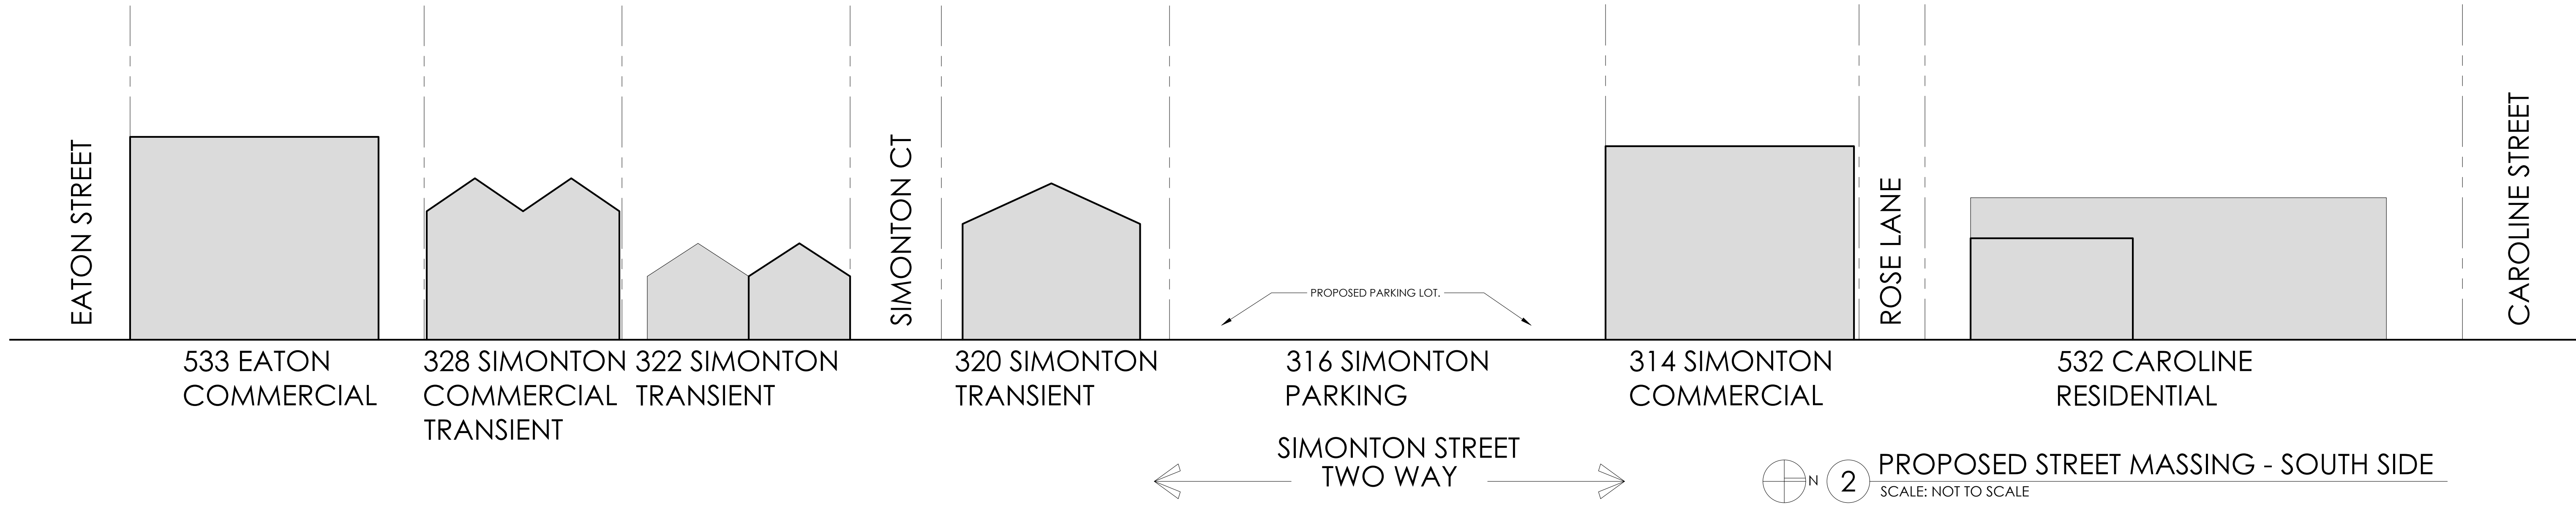 EATON STREET
SIMONTON CT
PROPOSED PARKING LOT.
ROSE LANE
CAROLINE STREET
533 EATON
COMMERCIAL
328 SIMONTON
COMMERCIAL
TRANSIENT
322 SIMONTON
TRANSIENT
320 SIMONTON
TRANSIENT
316 SIMONTON
PARKING
314 SIMONTON
COMMERCIAL
532 CAROLINE
RESIDENTIAL
SIMONTON STREET
TWO WAY
N
2
PROPOSED STREET MASSING - SOUTH SIDE
SCALE: NOT TO SCALE